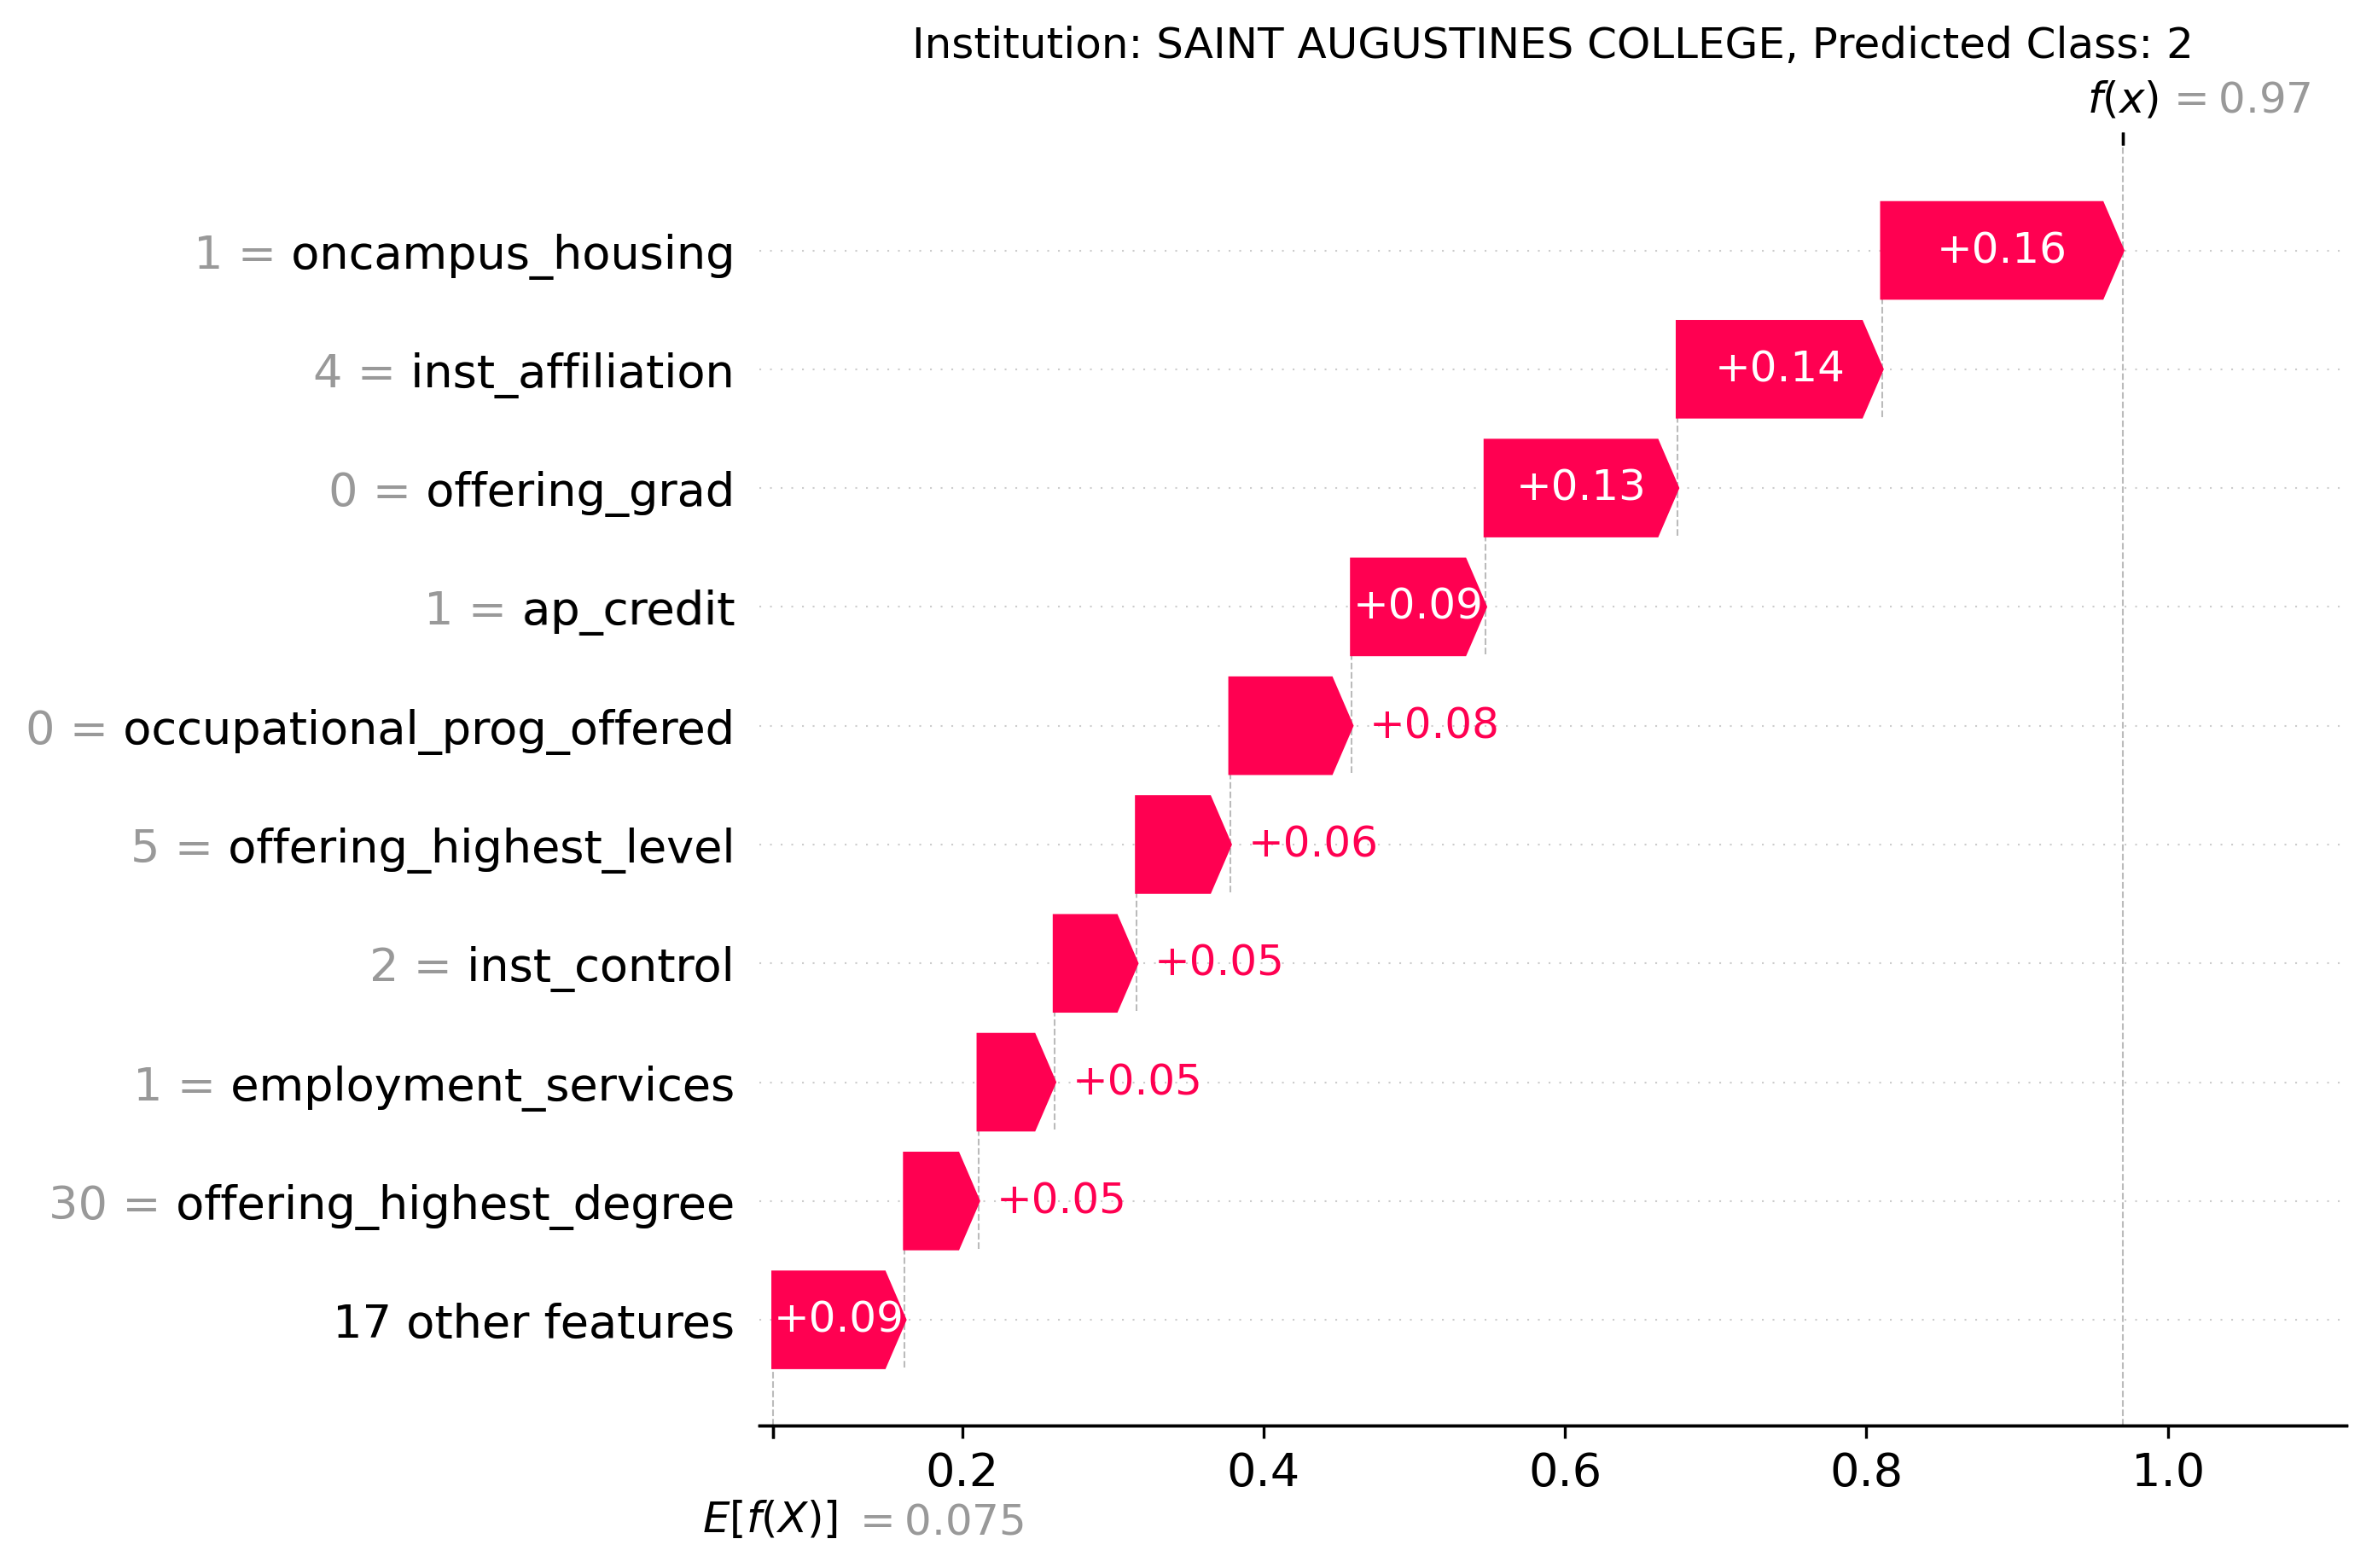 Institution: SAINT AUGUSTINES COLLEGE, Predicted Class: 2
f(x) = 0.97
1 = oncampus_housing +0.16
4 = inst_affiliation +0.14
0 = offering_grad +0.13
1 = ap_credit +0.09
0 = occupational_prog_offered +0.08
5 = offering_highest_level +0.06
2 = inst_control +0.05
1 = employment_services +0.05
30 = offering_highest_degree +0.05
17 other features +0.09
0.2 0.4 0.6 0.8 1.0
E[f(X)] = 0.075